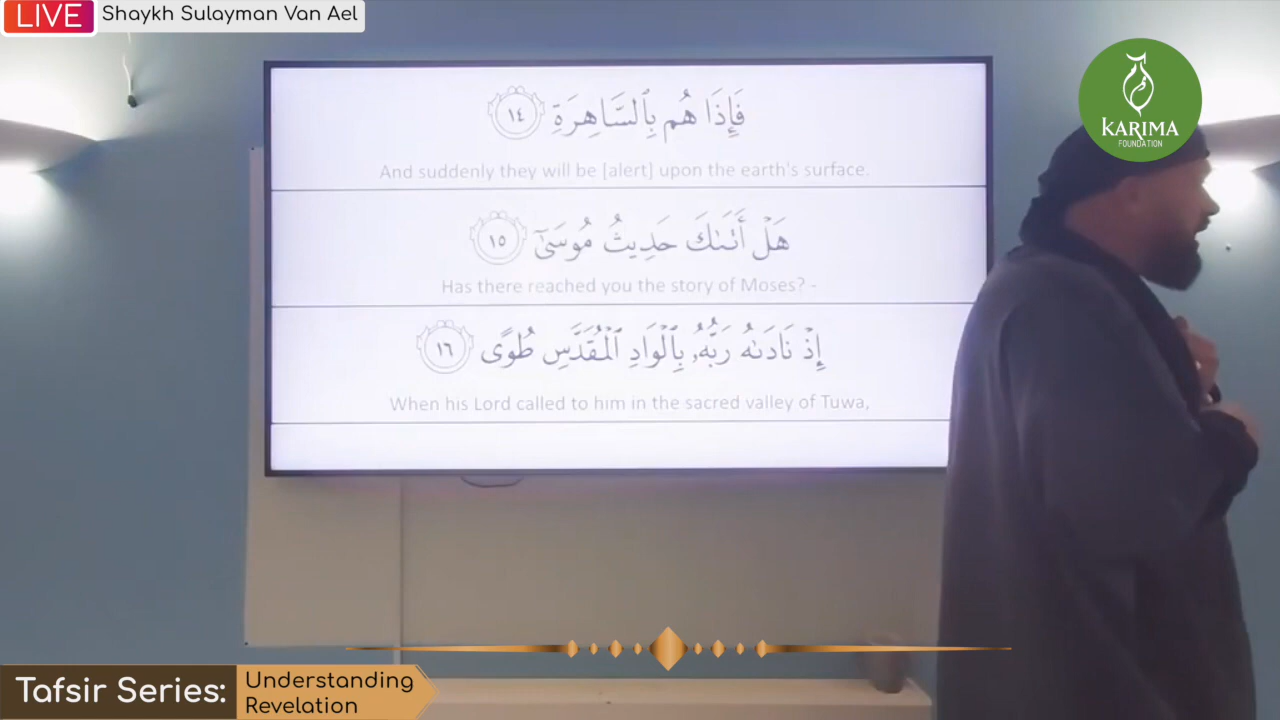 LIVE
Shaykh Sulayman Van Ael
KARIMA
FOUNDATION
فَإِذَا هُم بِٱلسَّاهِرَةِ ١٤
And suddenly they will be [alert] upon the earth's surface.
هَلْ أَتَىٰكَ حَدِيثُ مُوسَىٰٓ ١٥
Has there reached you the story of Moses? -
إِذْ نَادَىٰهُ رَبُّهُۥ بِٱلْوَادِ ٱلْمُقَدَّسِ طُوًى ١٦
When his Lord called to him in the sacred valley of Tuwa,
Tafsir Series:
Understanding
Revelation